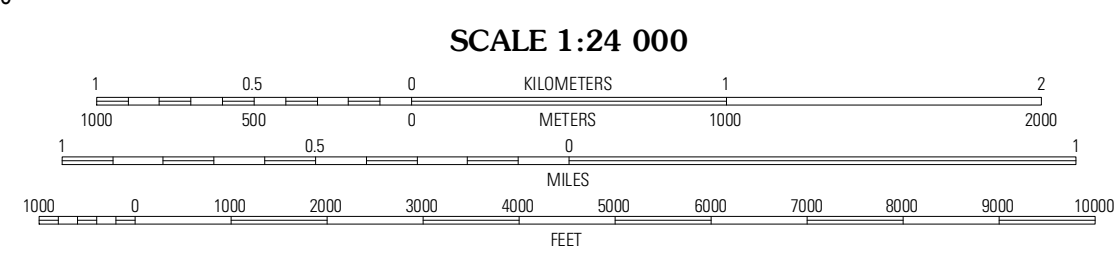 SCALE 1:24 000
1 0.5 0 KILOMETERS 1 2
1000 500 0 METERS 1000 2000
1 0.5 0 1
MILES
1000 0 1000 2000 3000 4000 5000 6000 7000 8000 9000 10000
FEET